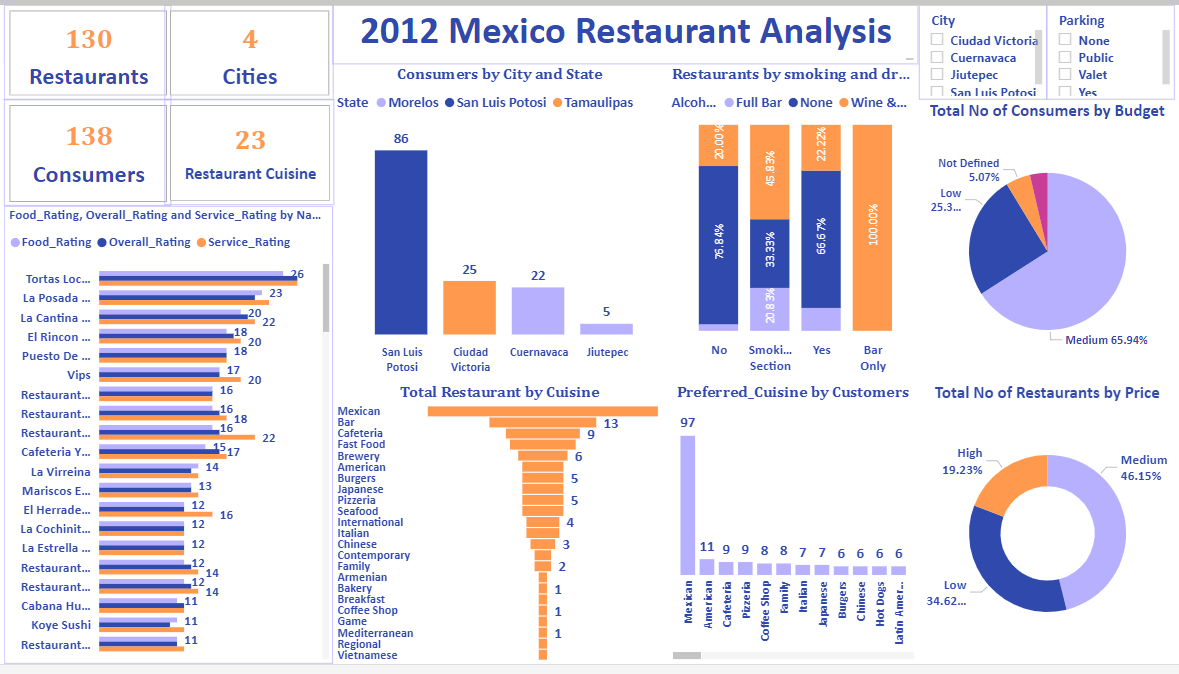 130
Restaurants
4
Cities
138
Consumers
23
Restaurant Cuisine
2012 Mexico Restaurant Analysis
City
Ciudad Victoria
Cuernavaca
Jiutepec
San Luis Potosi
Parking
None
Public
Valet
Yes
Food_Rating, Overall_Rating and Service_Rating by Na...
Food_Rating Overall_Rating Service_Rating
Tortas Loc... 26
La Posada ... 23
La Cantina ... 20 22
El Rincon ... 18 20
Puesto De ... 18
Vips 17 20
Restaurant... 16
Restaurant... 16 18
Restaurant... 16 22
Cafeteria Y... 15 17
La Virreina 14
Mariscos E... 13
El Herrade... 12 16
La Cochinit... 12
La Estrella ... 12
Restaurant... 12 14
Restaurant... 12 14
Cabana Hu... 11
Koye Sushi 11
Restaurant... 11
Consumers by City and State
State Morelos San Luis Potosi Tamaulipas
86
25
22
5
San Luis Potosi
Ciudad Victoria
Cuernavaca
Jiutepec
Restaurants by smoking and dr...
Alcoh... Full Bar None Wine &...
20.00%
76.84%
45.83%
33.33%
20.83%
22.22%
66.67%
100.00%
No
Smoki... Section
Yes
Bar Only
Total No of Consumers by Budget
Not Defined
5.07%
Low
25.3...
Medium 65.94%
Total Restaurant by Cuisine
Mexican
Bar 13
Cafeteria 9
Fast Food
Brewery 6
American
Burgers 5
Japanese
Pizzeria 5
Seafood
International 4
Italian
Chinese 3
Contemporary
Family 2
Armenian
Bakery 1
Breakfast
Coffee Shop 1
Game
Mediterranean 1
Regional
Vietnamese
Preferred_Cuisine by Customers
97
11
9
9
8
8
7
7
6
6
6
6
Mexican
American
Cafeteria
Pizzeria
Coffee Shop
Family
Italian
Japanese
Burgers
Chinese
Hot Dogs
Latin Amer...
Total No of Restaurants by Price
High
19.23%
Medium
46.15%
Low
34.62...